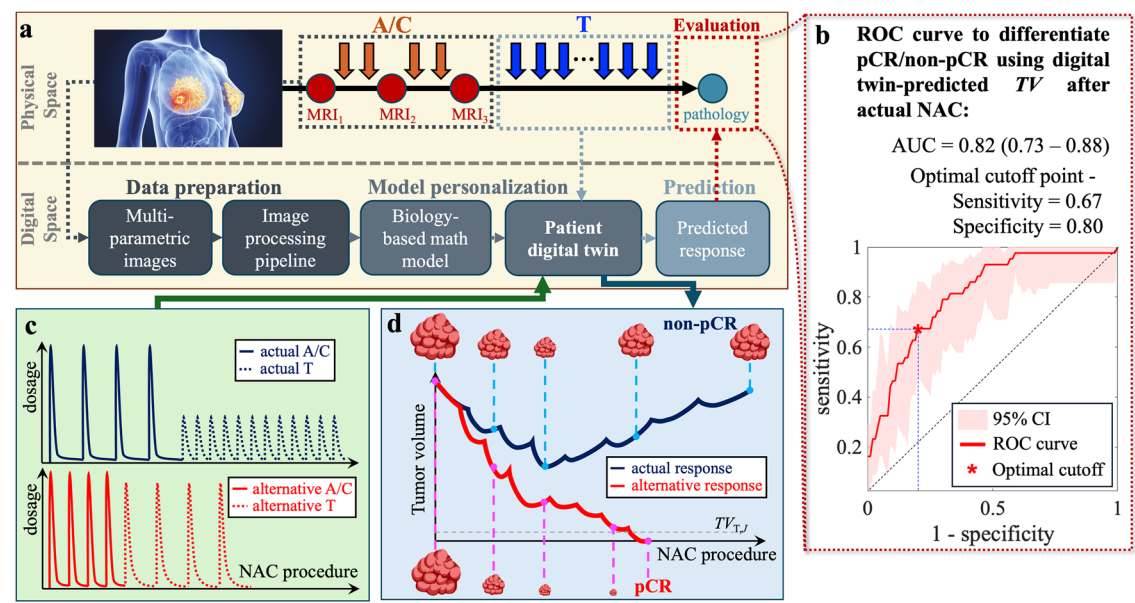 a
A/C
T
Evaluation
Physical
Space
MRI1
MRI2
MRI3
...
pathology
Digital
Space
Data preparation
Model personalization
Prediction
Multi-
parametric
images
Image
processing
pipeline
Biology-
based math
model
Patient
digital twin
Predicted
response
b
ROC curve to differentiate
pCR/non-pCR using digital
twin-predicted TV after
actual NAC:
AUC = 0.82 (0.73 – 0.88)
Optimal cutoff point -
Sensitivity = 0.67
Specificity = 0.80
1
0.8
0.6
0.4
0.2
sensitivity
95% CI
ROC curve
Optimal cutoff
0
0.5
1
1 - specificity
c
dosage
actual A/C
actual T
dosage
alternative A/C
alternative T
NAC procedure
d
non-pCR
Tumor volume
actual response
alternative response
TVT,J
NAC procedure
pCR